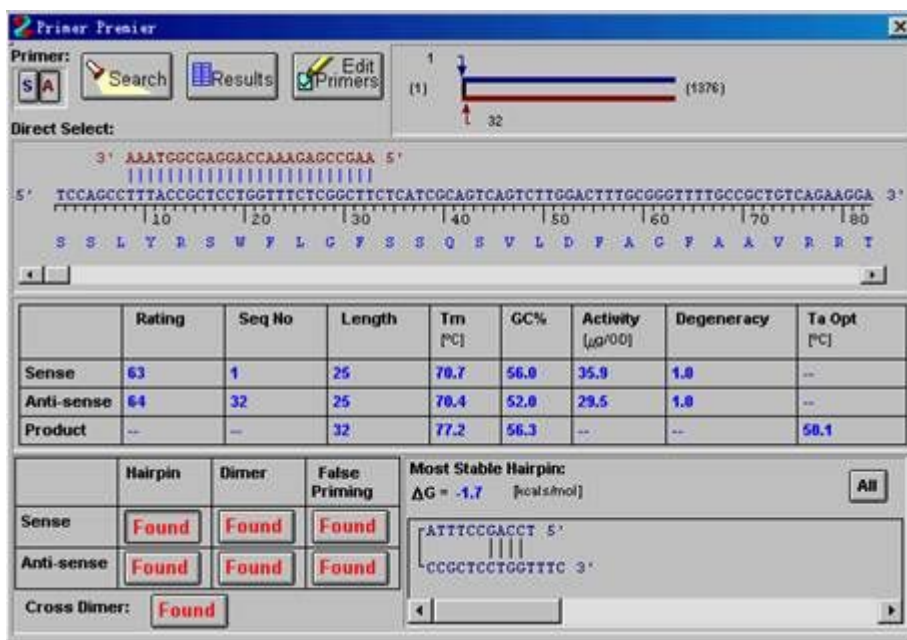 Primer Premier
Primer:
S A Search Results Edit Primers
1
(1) (1376)
32
Direct Select:
3' AAATGGCGAGGACCAAAGAGCCGAA 5'
5' TCCAGCCTTTACCGCTCCTGGTTTCTCGGCTTCTCATCGCAGTCAGTCTTGGACTTTGCGGGTTTTGCCGCTGTCAGAAGGA 3'
10 20 30 40 50 60 70 80
S S L Y R S W F L G F S S Q S V L D F A G F A A V R R T
Rating Seq No Length Tm [°C] GC% Activity [µg/OD] Degeneracy Ta Opt [°C]
Sense 63 1 25 70.7 56.0 35.9 1.0 --
Anti-sense 64 32 25 70.4 52.0 29.5 1.0 --
Product -- -- 32 77.2 56.3 -- -- 50.1
Hairpin Dimer False Priming
Sense Found Found Found
Anti-sense Found Found Found
Cross Dimer: Found
Most Stable Hairpin:
ΔG = -1.7 [kcals/mol]
All
ATTTCCGACCT 5'
CCGCTCCTGGTTTC 3'